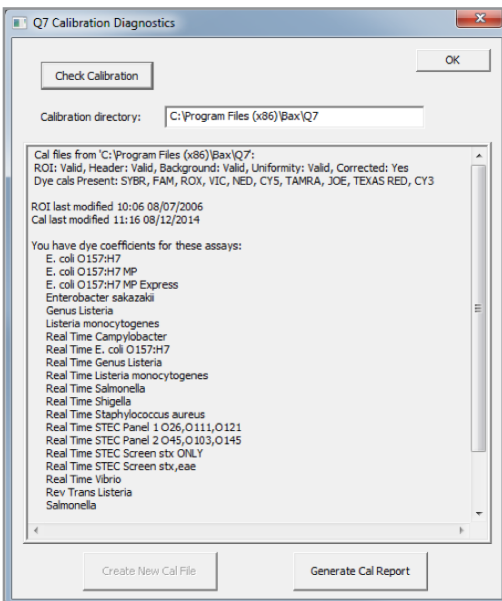 Q7 Calibration Diagnostics
OK
Check Calibration
Calibration directory: C:\Program Files (x86)\Bax\Q7
Cal files from 'C:\Program Files (x86)\Bax\Q7':
ROI: Valid, Header: Valid, Background: Valid, Uniformity: Valid, Corrected: Yes
Dye cals Present: SYBR, FAM, ROX, VIC, NED, CY5, TAMRA, JOE, TEXAS RED, CY3
ROI last modified 10:06 08/07/2006
Cal last modified 11:16 08/12/2014
You have dye coefficients for these assays:
E. coli O157:H7
E. coli O157:H7 MP
E. coli O157:H7 MP Express
Enterobacter sakazakii
Genus Listeria
Listeria monocytogenes
Real Time Campylobacter
Real Time E. coli O157:H7
Real Time Genus Listeria
Real Time Listeria monocytogenes
Real Time Salmonella
Real Time Shigella
Real Time Staphylococcus aureus
Real Time STEC Panel 1 O26,O111,O121
Real Time STEC Panel 2 O45,O103,O145
Real Time STEC Screen stx ONLY
Real Time STEC Screen stx,eae
Real Time Vibrio
Rev Trans Listeria
Salmonella
Create New Cal File
Generate Cal Report